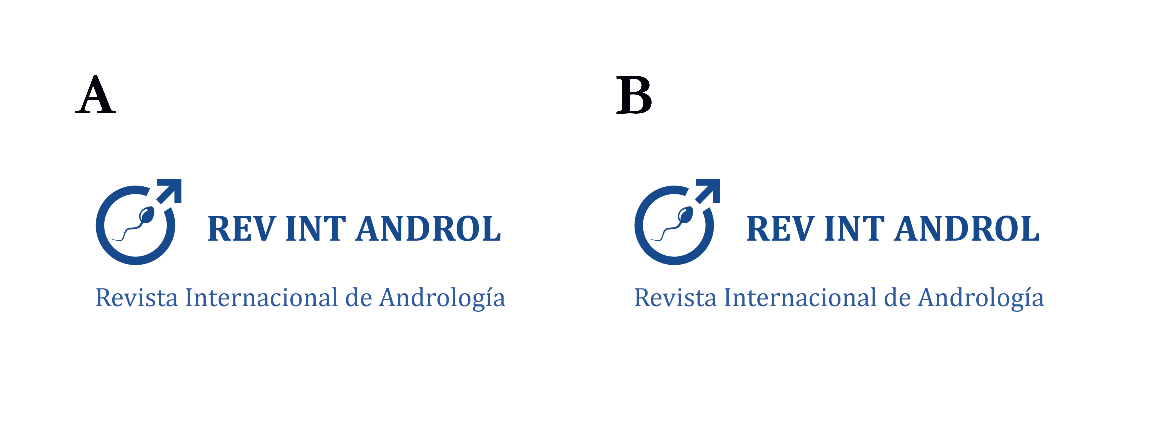 A
B
REV INT ANDROL
Revista Internacional de Andrología
REV INT ANDROL
Revista Internacional de Andrología